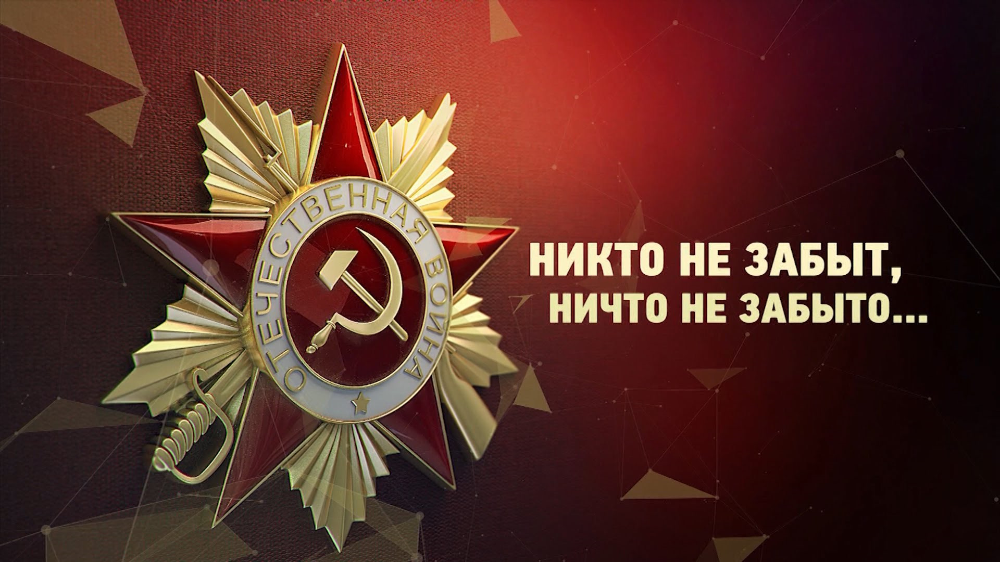 ОТЕЧЕСТВЕННАЯ ВОЙНА
НИКТО НЕ ЗАБЫТ,
НИЧТО НЕ ЗАБЫТО...